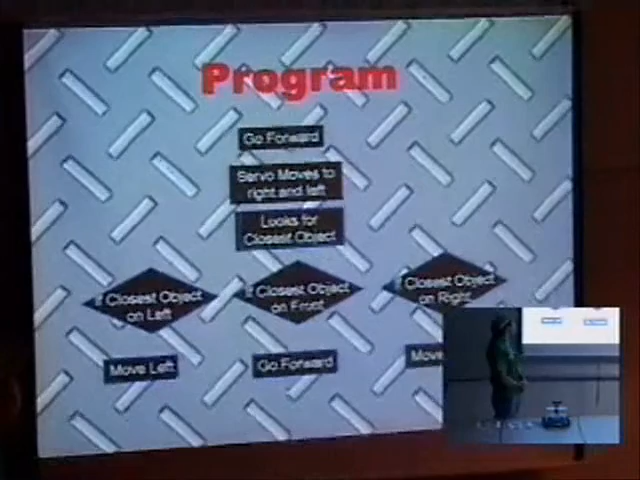 Program
Go Forward
Servo Moves to
right and left
Looks for
Closest Object
If Closest Object
on Left
If Closest Object
on Front
If Closest Object
on Right
Move Left
Go Forward
Move